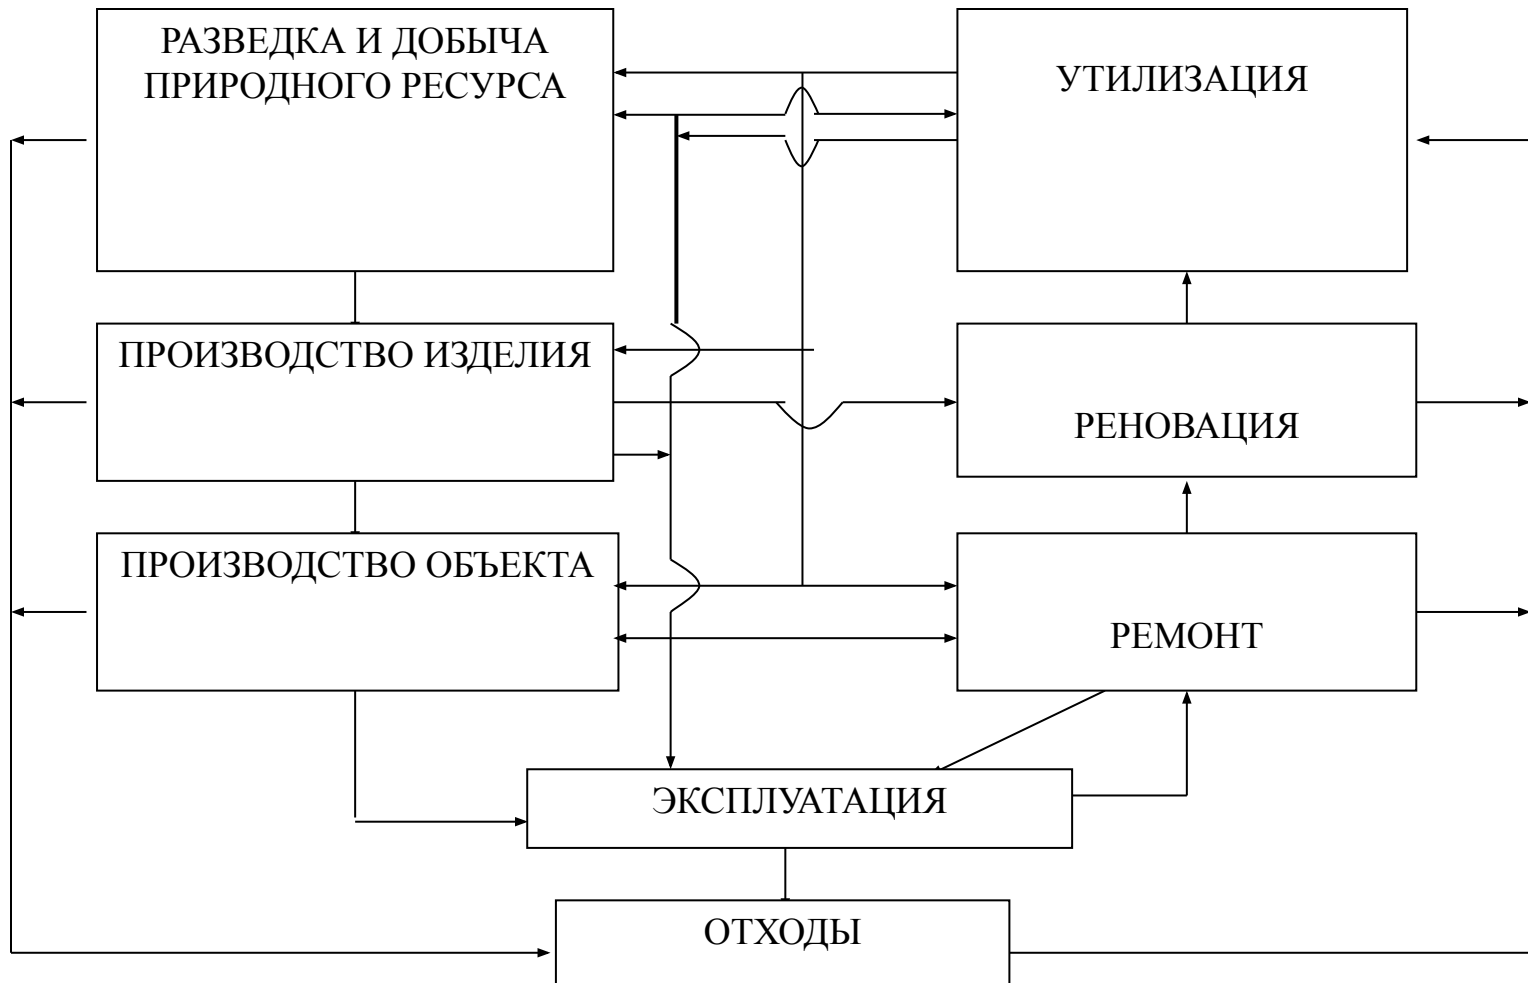 РАЗВЕДКА И ДОБЫЧА
ПРИРОДНОГО РЕСУРСА
УТИЛИЗАЦИЯ
ПРОИЗВОДСТВО ИЗДЕЛИЯ
РЕНОВАЦИЯ
ПРОИЗВОДСТВО ОБЪЕКТА
РЕМОНТ
ЭКСПЛУАТАЦИЯ
ОТХОДЫ